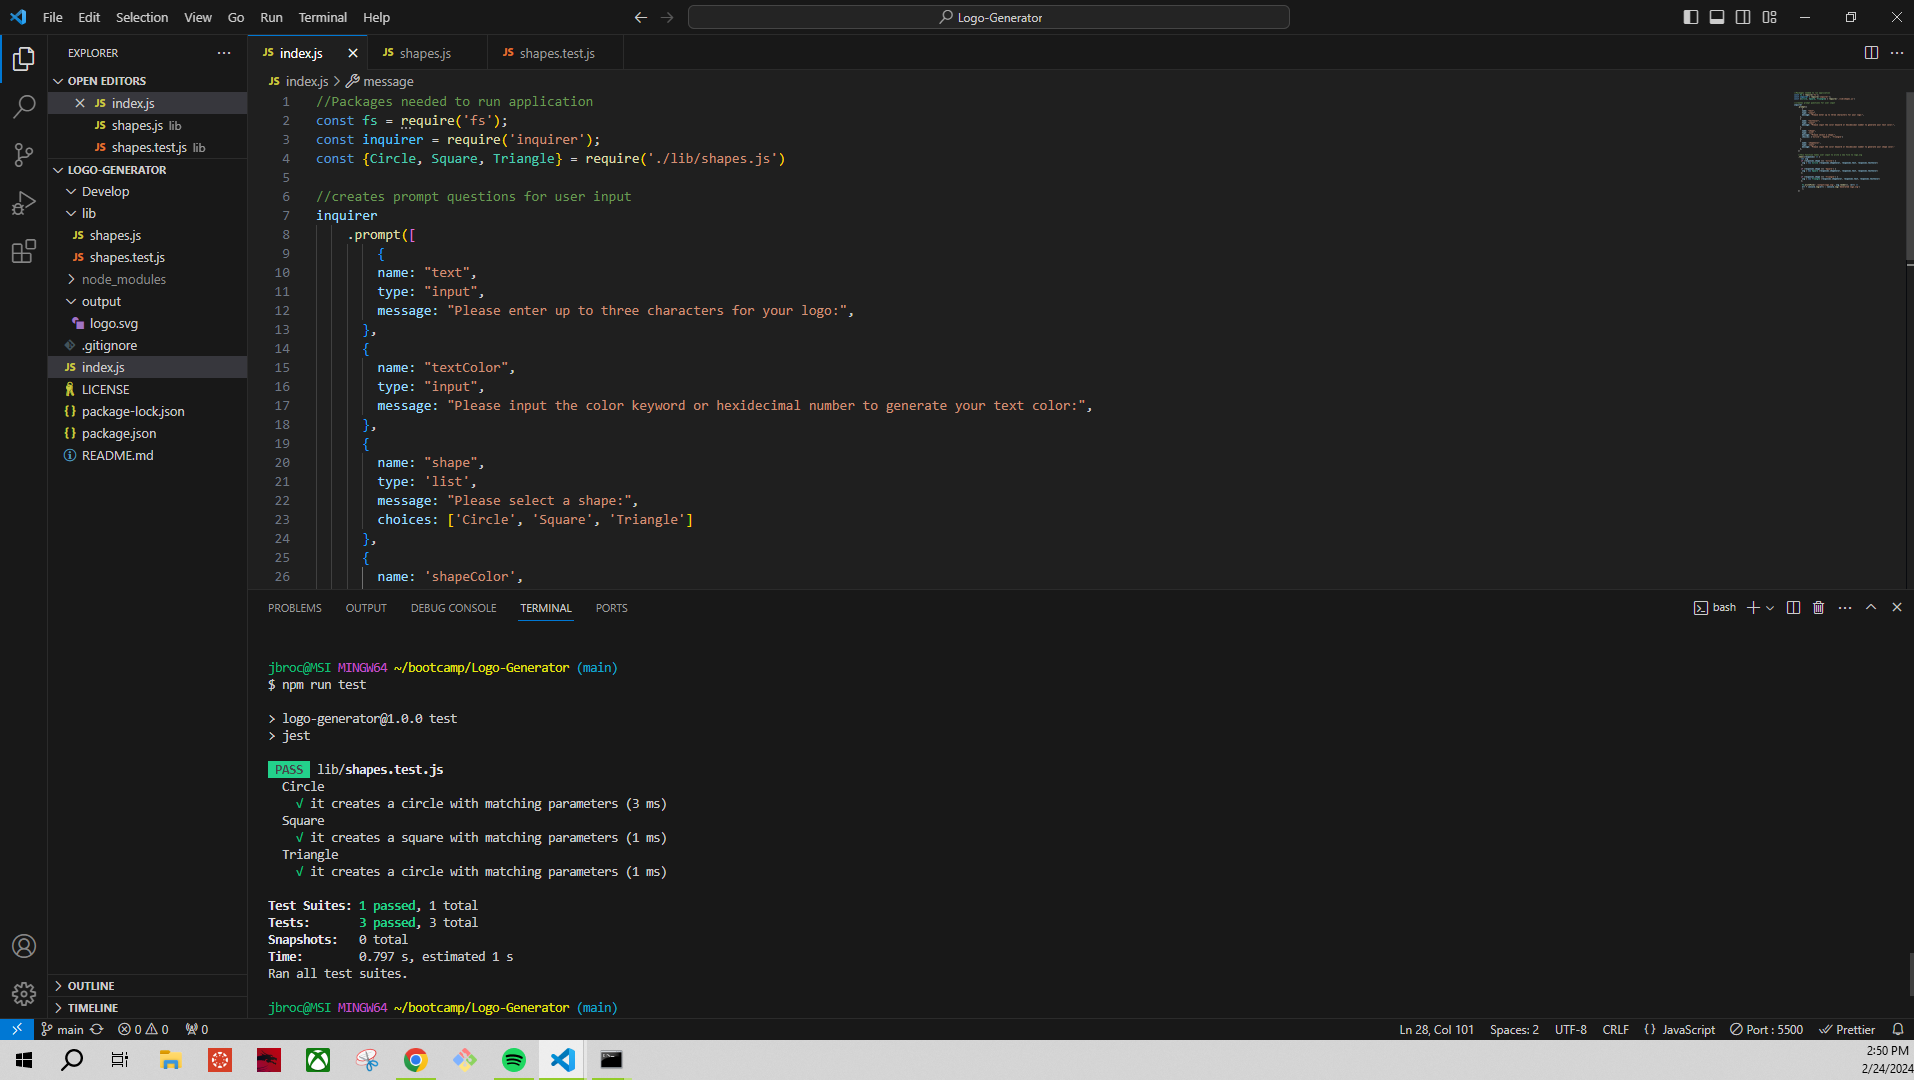 File Edit Selection View Go Run Terminal Help
Logo-Generator
EXPLORER
OPEN EDITORS
JS index.js
JS shapes.js lib
JS shapes.test.js lib
LOGO-GENERATOR
Develop
lib
JS shapes.js
JS shapes.test.js
node_modules
output
logo.svg
.gitignore
JS index.js
LICENSE
{} package-lock.json
{} package.json
README.md
OUTLINE
TIMELINE
JS index.js JS shapes.js JS shapes.test.js
JS index.js > message
1 //Packages needed to run application
2 const fs = require('fs');
3 const inquirer = require('inquirer');
4 const {Circle, Square, Triangle} = require('./lib/shapes.js')
5
6 //creates prompt questions for user input
7 inquirer
8 .prompt([
9 {
10 name: "text",
11 type: "input",
12 message: "Please enter up to three characters for your logo:",
13 },
14 {
15 name: "textColor",
16 type: "input",
17 message: "Please input the color keyword or hexidecimal number to generate your text color:",
18 },
19 {
20 name: "shape",
21 type: 'list',
22 message: "Please select a shape:",
23 choices: ['Circle', 'Square', 'Triangle']
24 },
25 {
26 name: 'shapeColor',
PROBLEMS OUTPUT DEBUG CONSOLE TERMINAL PORTS
bash
jbroc@MSI MINGW64 ~/bootcamp/Logo-Generator (main)
$ npm run test
> logo-generator@1.0.0 test
> jest
PASS lib/shapes.test.js
Circle
√ it creates a circle with matching parameters (3 ms)
Square
√ it creates a square with matching parameters (1 ms)
Triangle
√ it creates a circle with matching parameters (1 ms)
Test Suites: 1 passed, 1 total
Tests: 3 passed, 3 total
Snapshots: 0 total
Time: 0.797 s, estimated 1 s
Ran all test suites.
jbroc@MSI MINGW64 ~/bootcamp/Logo-Generator (main)
main 0 0 0
Ln 28, Col 101 Spaces: 2 UTF-8 CRLF {} JavaScript Port : 5500 Prettier
2:50 PM
2/24/2024